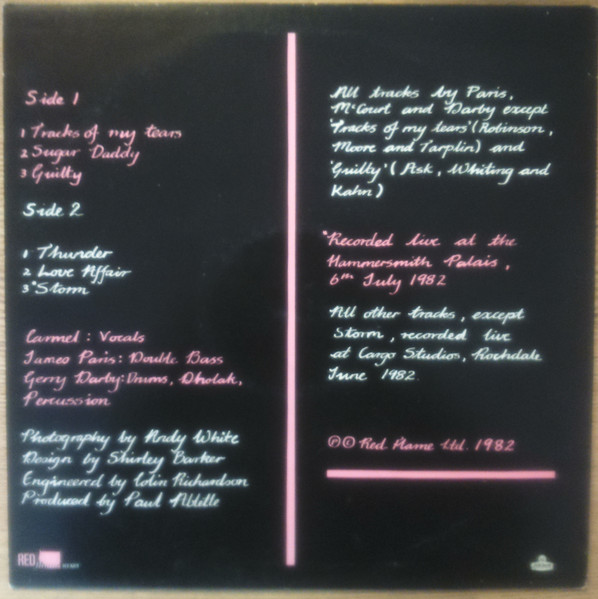 Side 1
1 Tracks of my tears
2 Sugar Daddy
3 Guilty
Side 2
1 Thunder
2 Love Affair
3 *Storm
Carmel : Vocals
James Paris : Double Bass
Gerry Darby : Drums, Dholak,
Percussion
Photography by Andy White
Design by Shirley Barker
Engineered by Colin Richardson
Produced by Paul
RED
All tracks by Paris,
McCourt and Darby except
'Tracks of my tears' (Robinson,
Moore and Tarplin) and
'Guilty' ( Ask, Whiting and
Kahn )
*Recorded live at the
Hammersmith Palais,
6th July 1982
All other tracks, except
Storm, recorded live
at Cargo Studios, Rochdale
June 1982.
℗© Red Flame Ltd. 1982